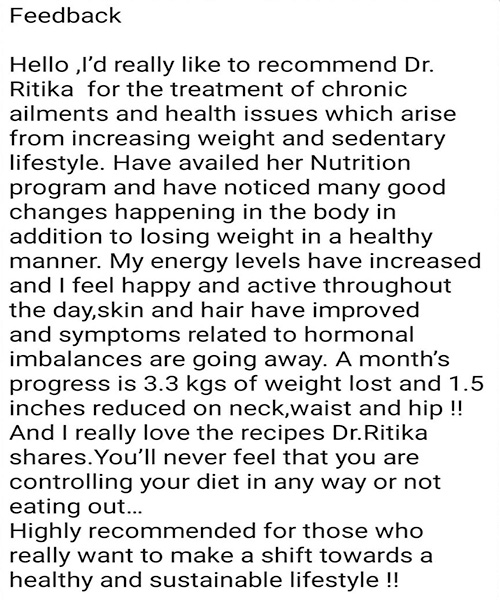 Feedback
Hello ,I’d really like to recommend Dr.
Ritika  for the treatment of chronic
ailments and health issues which arise
from increasing weight and sedentary
lifestyle. Have availed her Nutrition
program and have noticed many good
changes happening in the body in
addition to losing weight in a healthy
manner. My energy levels have increased
and I feel happy and active throughout
the day,skin and hair have improved
and symptoms related to hormonal
imbalances are going away. A month’s
progress is 3.3 kgs of weight lost and 1.5
inches reduced on neck,waist and hip !!
And I really love the recipes Dr.Ritika
shares.You’ll never feel that you are
controlling your diet in any way or not
eating out…
Highly recommended for those who
really want to make a shift towards a
healthy and sustainable lifestyle !!